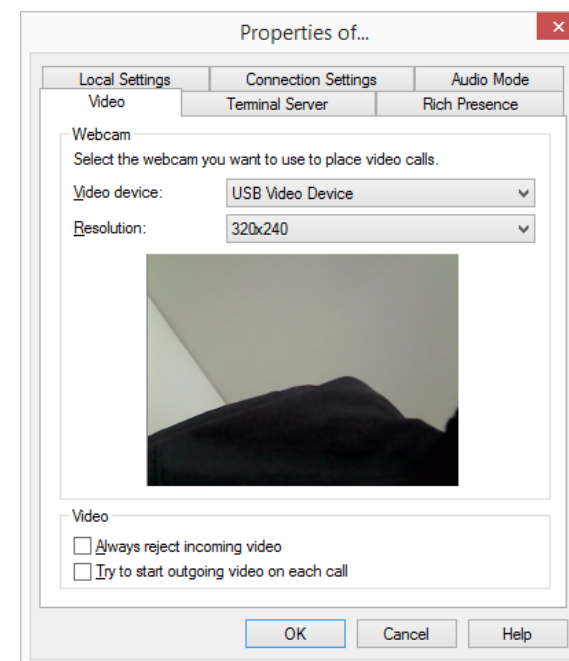 Properties of...
Local Settings Connection Settings Audio Mode
Video Terminal Server Rich Presence
Webcam
Select the webcam you want to use to place video calls.
Video device: USB Video Device
Resolution: 320x240
Video
Always reject incoming video
Try to start outgoing video on each call
OK Cancel Help